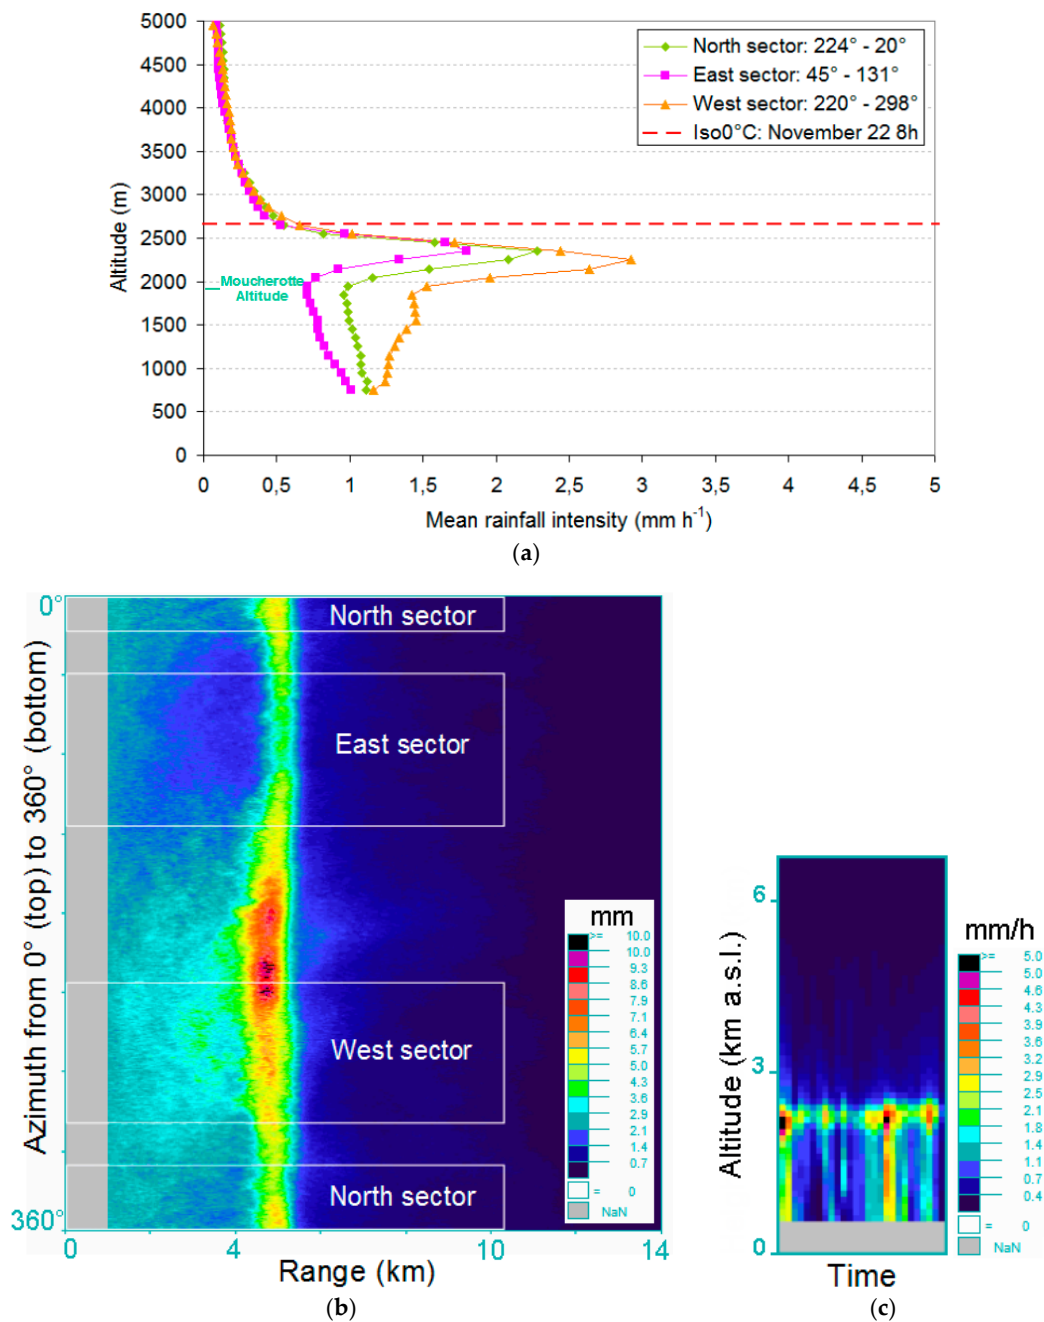 5000
4500
4000
3500
3000
2500
2000
1500
1000
500
0
Altitude (m)
Moucherotte
Altitude
North sector: 224° - 20°
East sector: 45° - 131°
West sector: 220° - 298°
Iso0°C: November 22 8h
0 0,5 1 1,5 2 2,5 3 3,5 4 4,5 5
Mean rainfall intensity (mm h-1)
(a)
0°
360°
Azimuth from 0° (top) to 360° (bottom)
North sector
East sector
West sector
North sector
mm
>= 10.0
10.0
9.3
8.6
7.9
7.1
6.4
5.7
5.0
4.3
3.6
2.9
2.1
1.4
0.7
= 0
NaN
0 4 10 14
Range (km)
(b)
6
3
0
Altitude (km a.s.l.)
mm/h
>= 5.0
5.0
4.6
4.3
3.9
3.6
3.2
2.9
2.5
2.1
1.8
1.4
1.1
0.7
0.4
= 0
NaN
Time
(c)